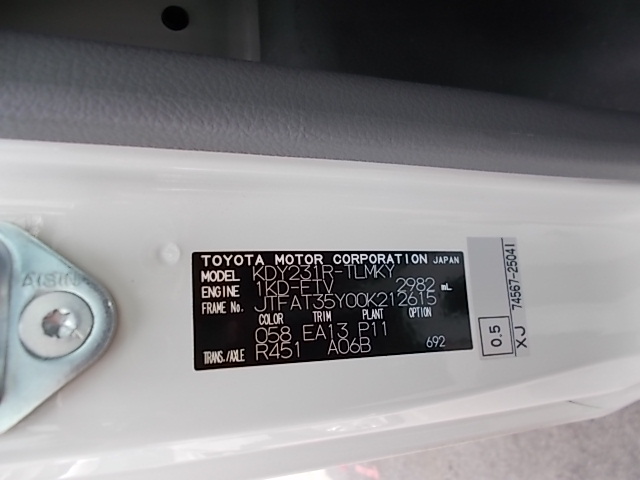 TOYOTA MOTOR CORPORATION JAPAN
MODEL KDY231R-TLMKY
ENGINE 1KD-FTV 2982 mL
FRAME No. JTFAT35Y00K212615
COLOR TRIM PLANT OPTION
058 EA13 P11
TRANS./AXLE R451 A06B 692
0.5
XJ 74567-25041